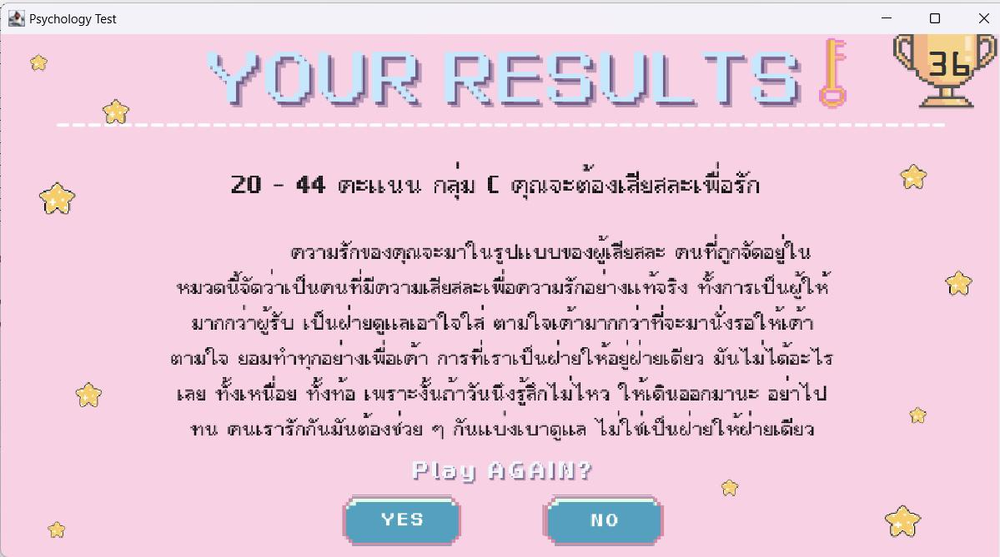 Psychology Test
YOUR RESULTS
36
20 - 44 คะแนน กลุ่ม C คุณจะต้องเสียสละเพื่อรัก
ความรักของคุณจะมาในรูปแบบของผู้เสียสละ คนที่ถูกจัดอยู่ใน
หมวดนี้จัดว่าเป็นคนที่มีความเสียสละเพื่อความรักอย่างแท้จริง ทั้งการเป็นผู้ให้
มากกว่าผู้รับ เป็นฝ่ายดูแลเอาใจใส่ ตามใจเค้ามากกว่าที่จะมานั่งรอให้เค้า
ตามใจ ยอมทำทุกอย่างเพื่อเค้า การที่เราเป็นฝ่ายให้อยู่ฝ่ายเดียว มันไม่ได้อะไร
เลย ทั้งเหนื่อย ทั้งท้อ เพราะงั้นถ้าวันนึงรู้สึกไม่ไหว ให้เดินออกมานะ อย่าไป
ทน คนเรารักกันมันต้องช่วย ๆ กันแบ่งเบาดูแล ไม่ใช่เป็นฝ่ายให้ฝ่ายเดียว
Play AGAIN?
YES
NO